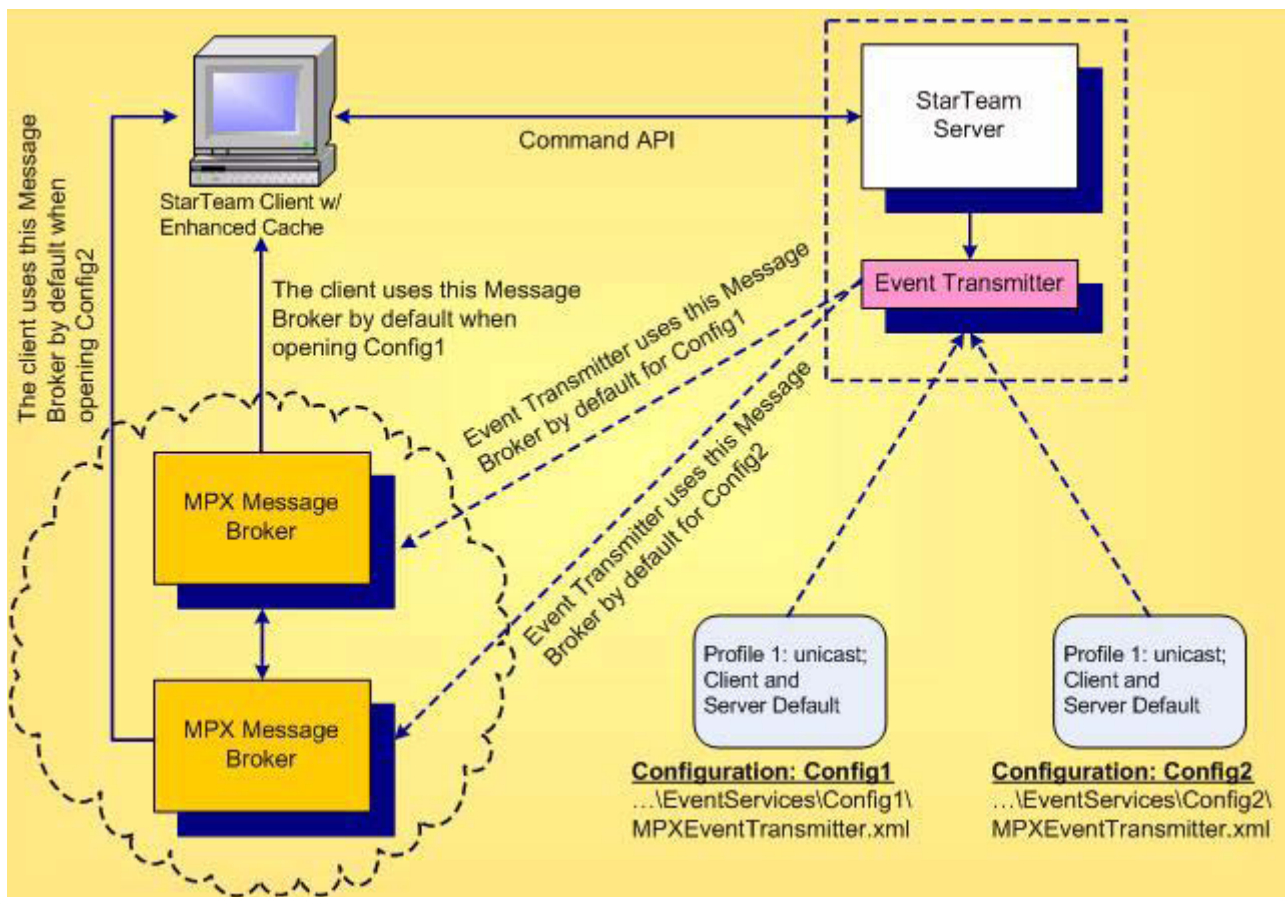 StarTeam
Server
Command API
StarTeam Client w/
Enhanced Cache
The client uses this Message
Broker by default when
opening Config2
The client uses this Message
Broker by default when
opening Config1
Event Transmitter
Event Transmitter uses this Message
Broker by default for Config1
Event Transmitter uses this Message
Broker by default for Config2
MPX Message
Broker
MPX Message
Broker
Profile 1: unicast;
Client and
Server Default
Configuration: Config1
...\EventServices\Config1\
MPXEventTransmitter.xml
Profile 1: unicast;
Client and
Server Default
Configuration: Config2
...\EventServices\Config2\
MPXEventTransmitter.xml